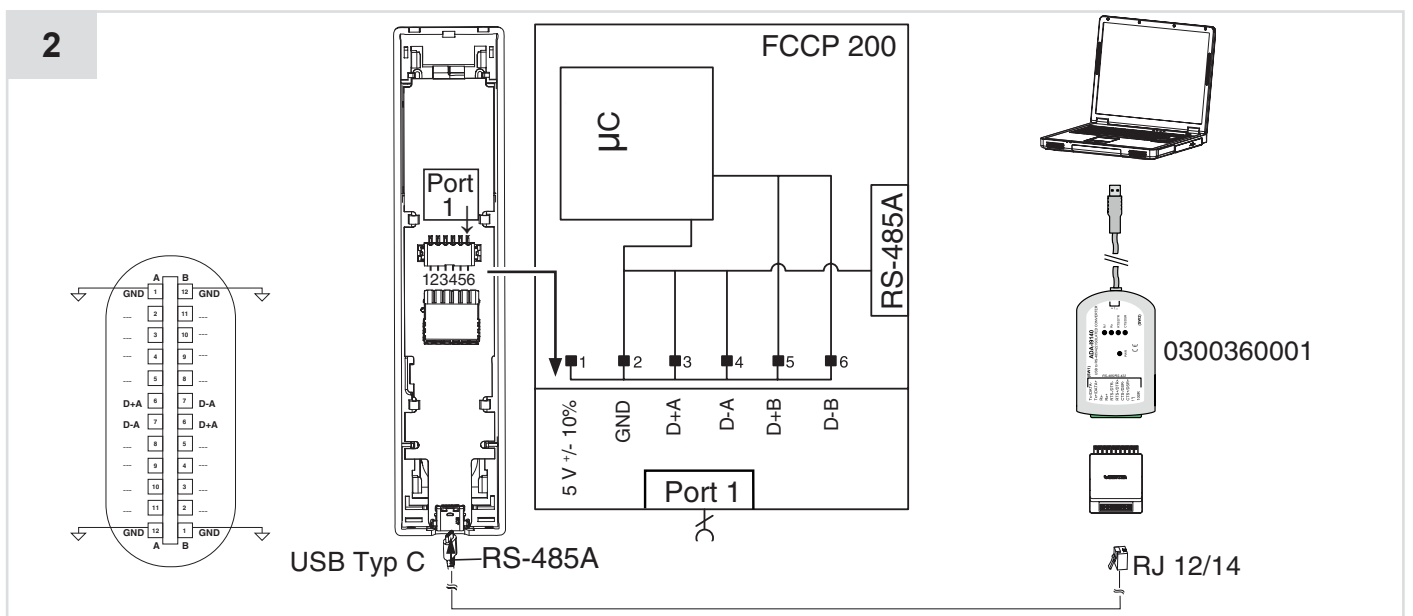 2
FCCP 200
µC
Port
1
123456
RS-485A
1 2 3 4 5 6
5 V +/- 10%
GND
D+A
D-A
D+B
D-B
Port 1
A B
GND 1 12 GND
--- 2 11 ---
--- 3 10 ---
--- 4 9 ---
--- 5 8 ---
D+A 6 7 D-A
D-A 7 6 D+A
--- 8 5 ---
--- 9 4 ---
--- 10 3 ---
--- 11 2 ---
GND 12 1 GND
A B
USB Typ C
RS-485A
ADA-I9140
0300360001
RJ 12/14